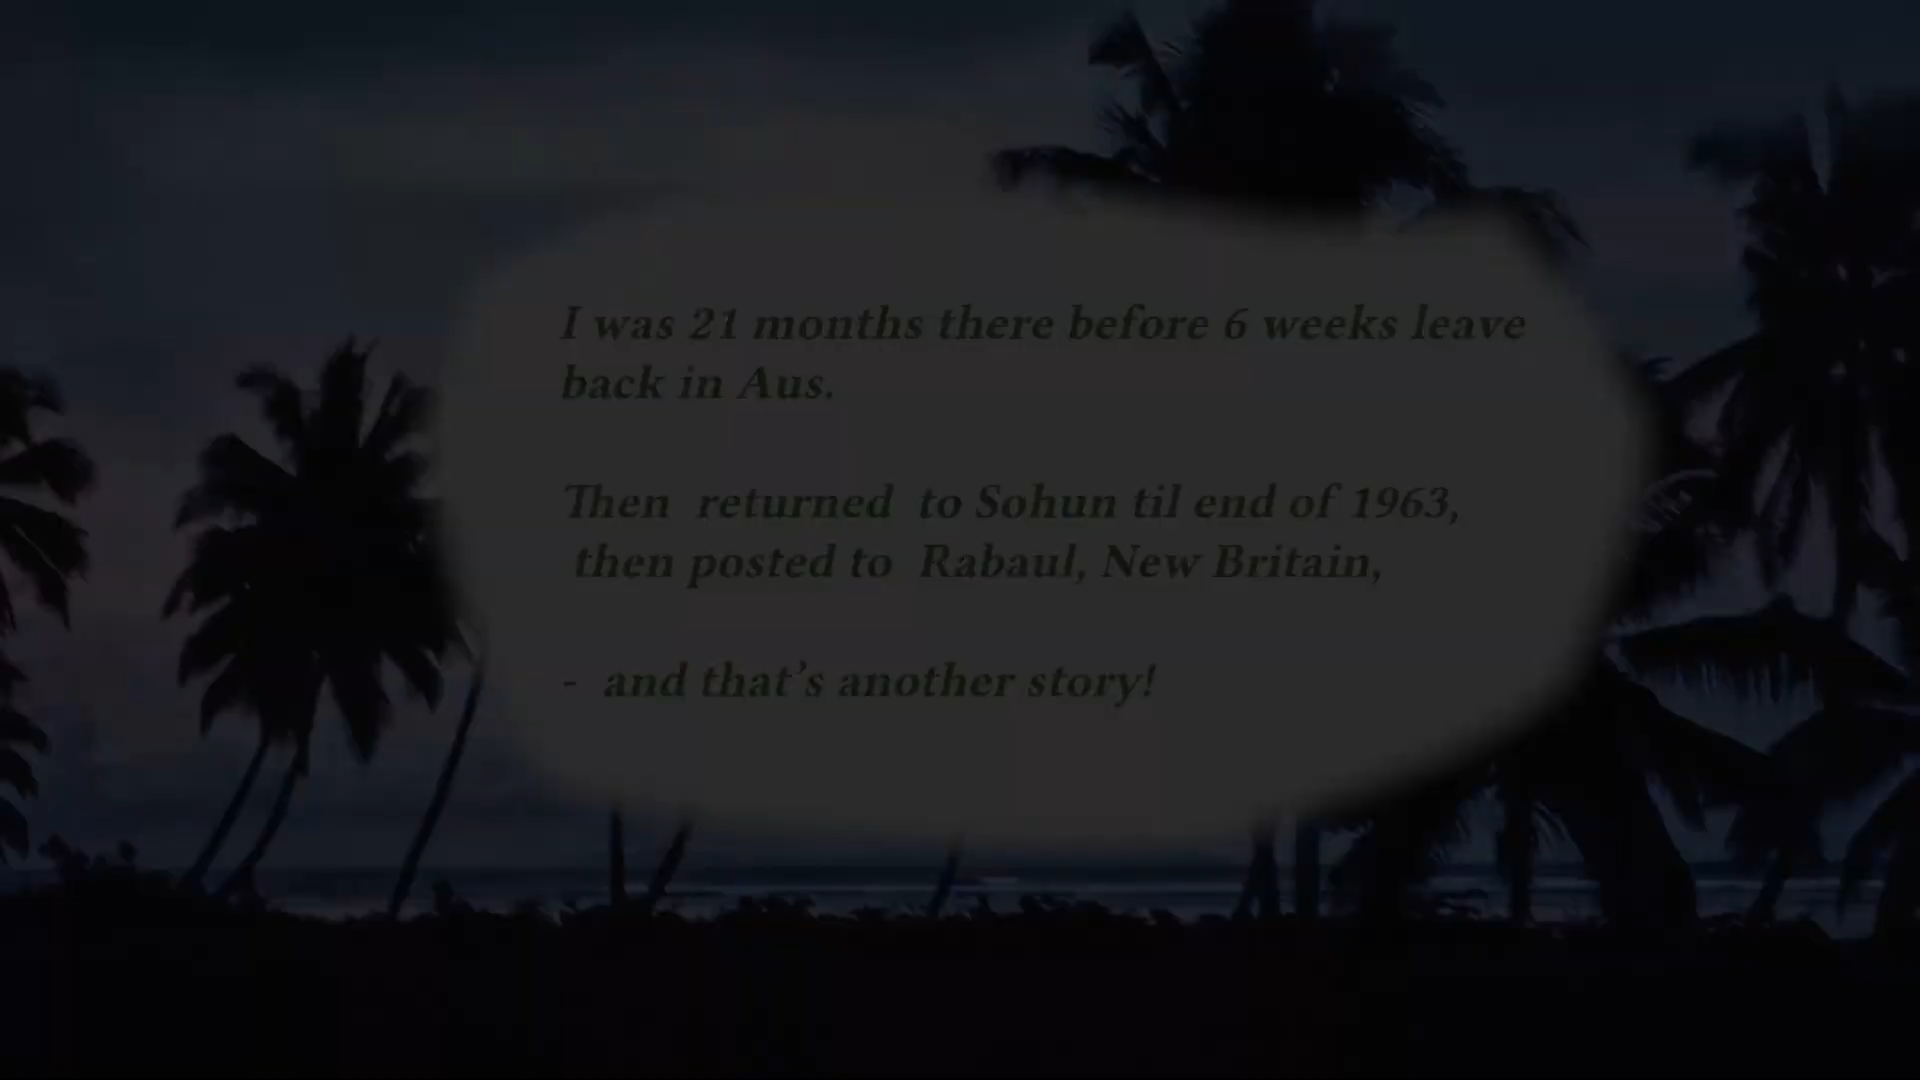 I was 21 months there before 6 weeks leave
back in Aus.
Then returned to Sohun til end of 1963,
then posted to Rabaul, New Britain,
- and that's another story!